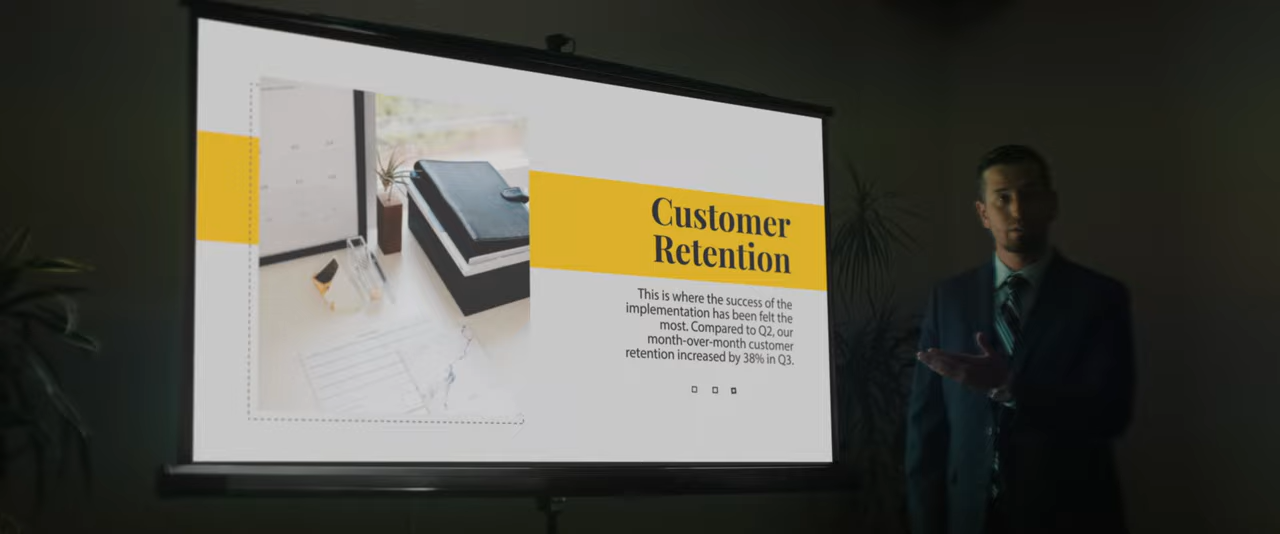 Customer
Retention
This is where the success of the
implementation has been felt the
most. Compared to Q2, our
month-over-month customer
retention increased by 38% in Q3.